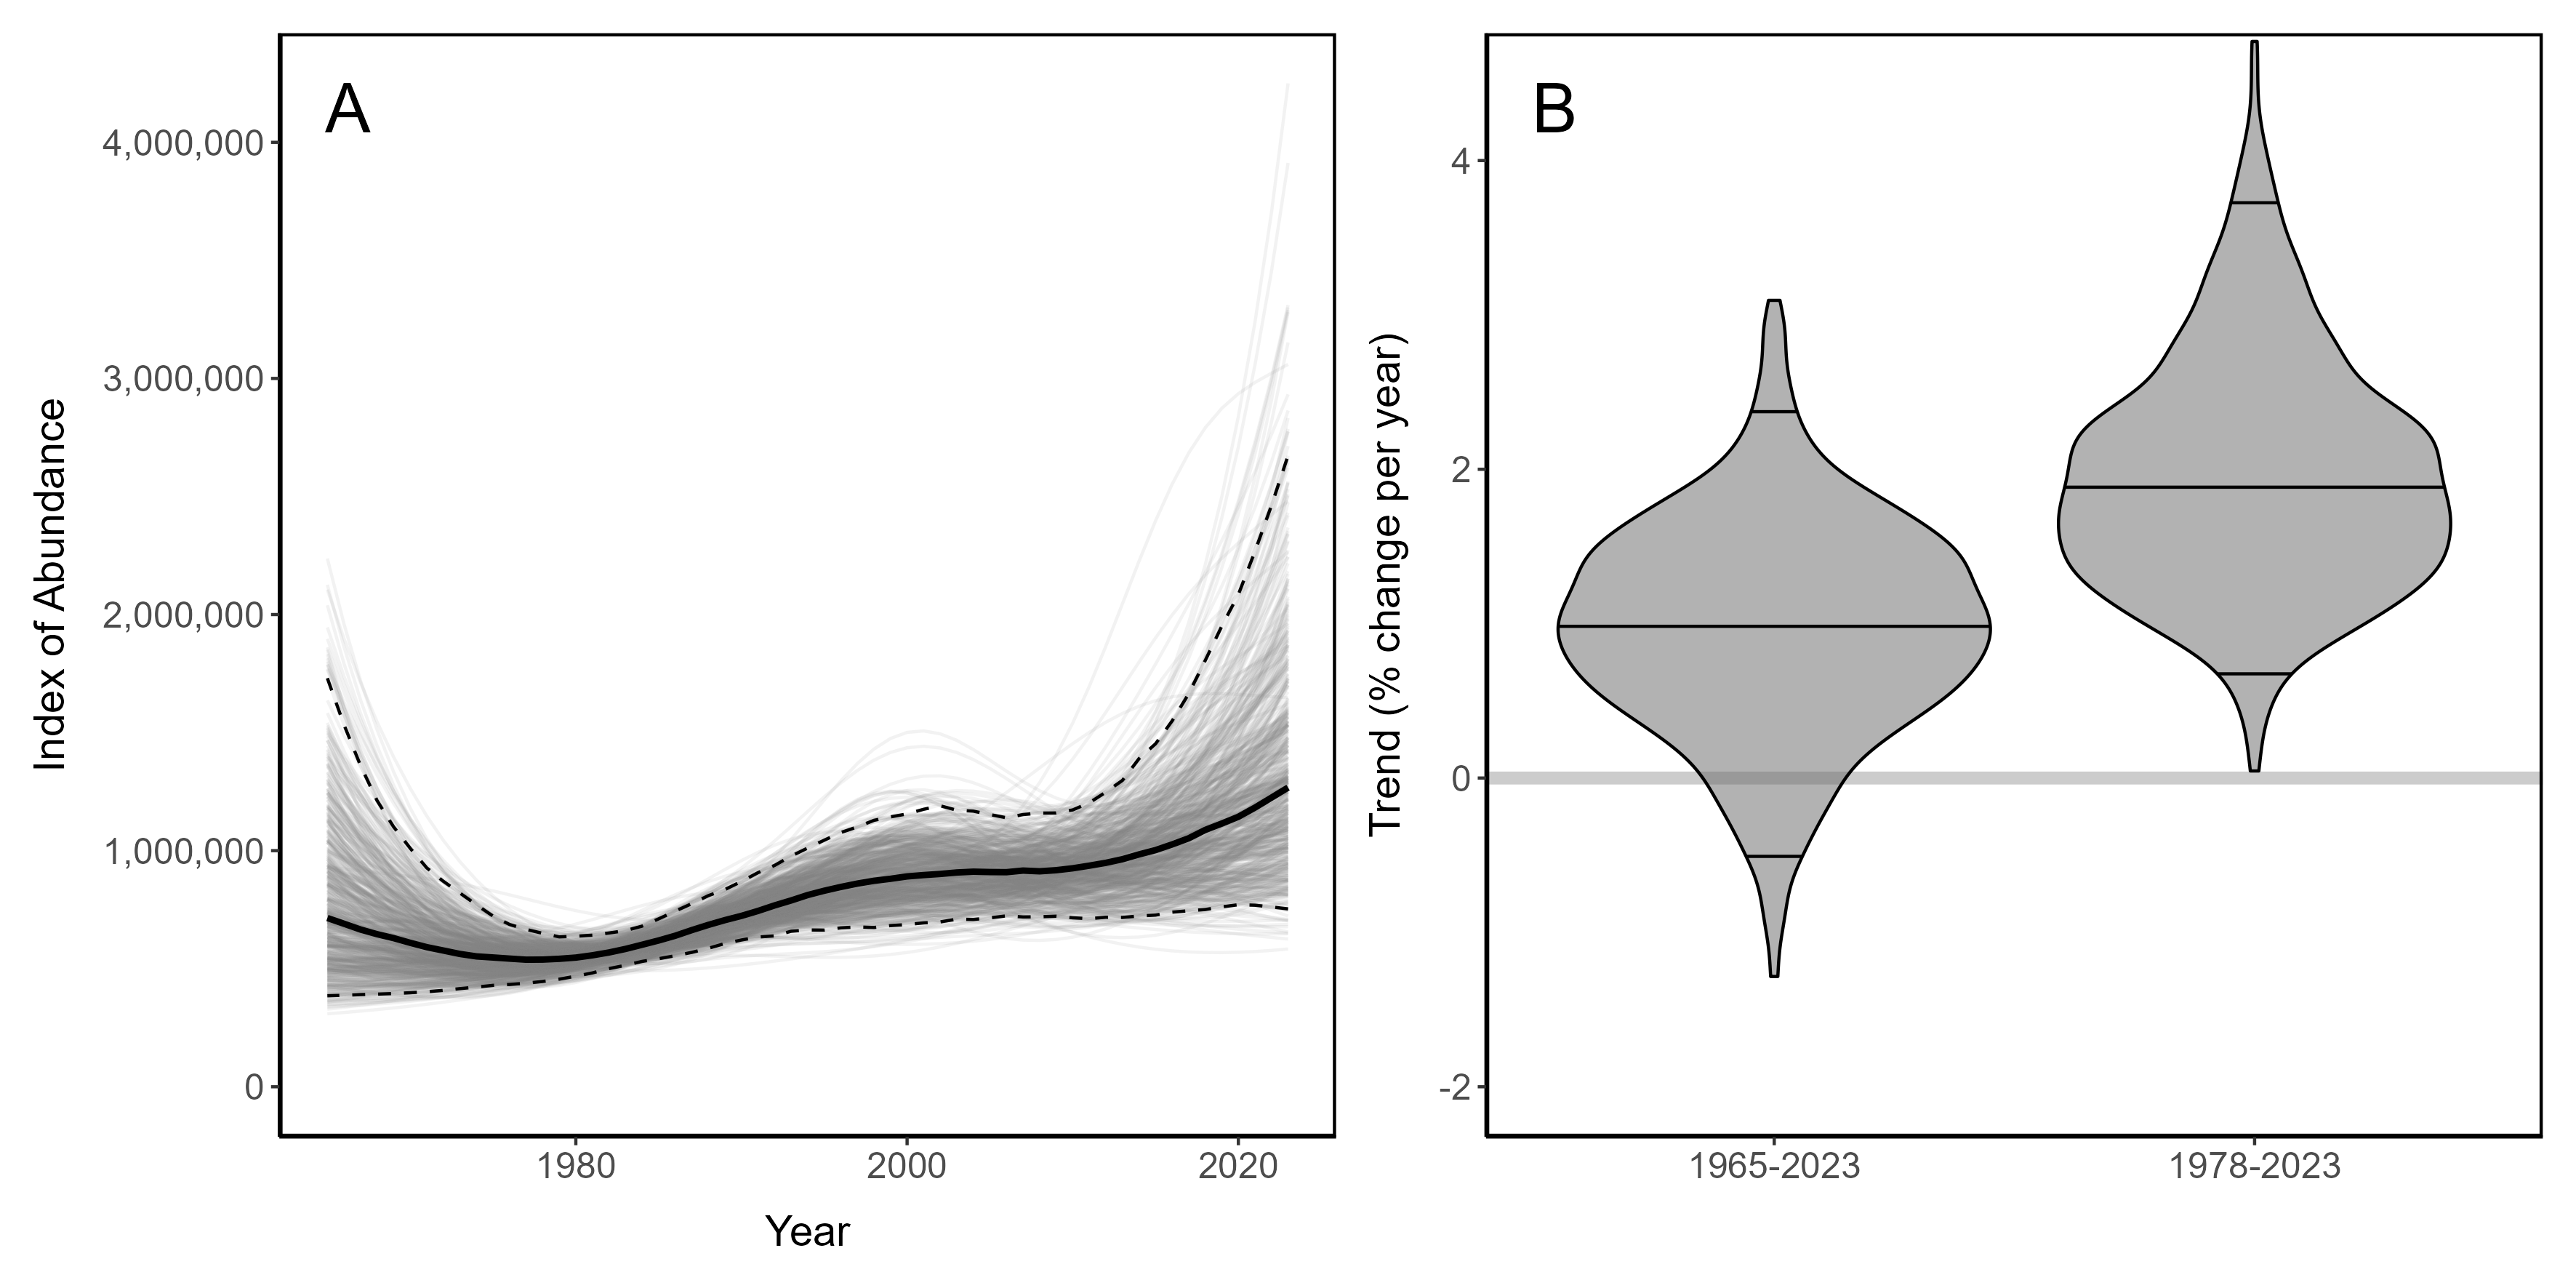 A
4,000,000
3,000,000
2,000,000
1,000,000
0
Index of Abundance
1980 2000 2020
Year
B
4
2
0
-2
Trend (% change per year)
1965-2023 1978-2023